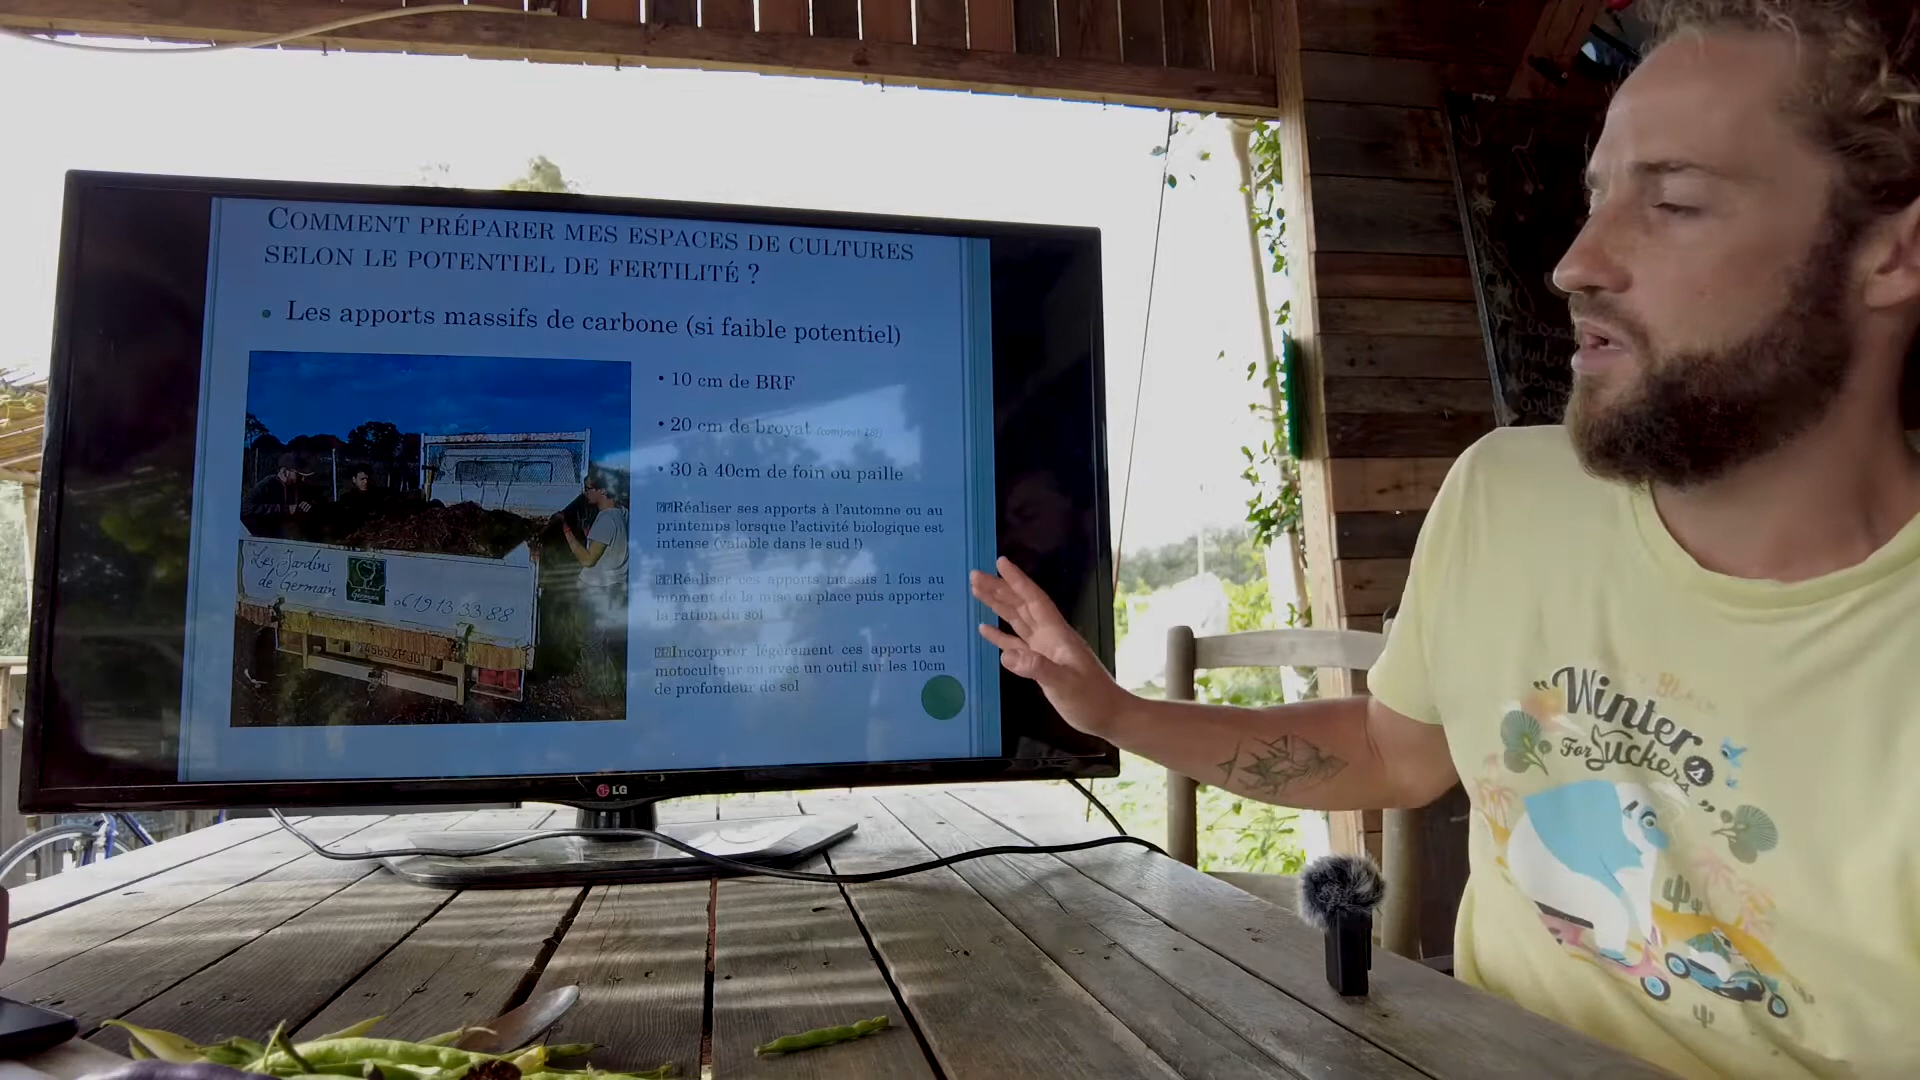 COMMENT PRÉPARER MES ESPACES DE CULTURES
SELON LE POTENTIEL DE FERTILITÉ ?
• Les apports massifs de carbone (si faible potentiel)
• 10 cm de BRF
• 20 cm de broyat
• 30 à 40cm de foin ou paille
Réaliser ses apports à l'automne ou au
printemps lorsque l'activité biologique est
intense (valable dans le sud !)
Réaliser ces apports massifs 1 fois au
moment de la mise en place puis apporter
la ration du sol
Incorporer légèrement ces apports au
motoculteur ou avec un outil sur les 10cm
de profondeur de sol
Les Jardins
de Germain
Germain
06 19 13 33 88
LG
"Winter
For Suckers"